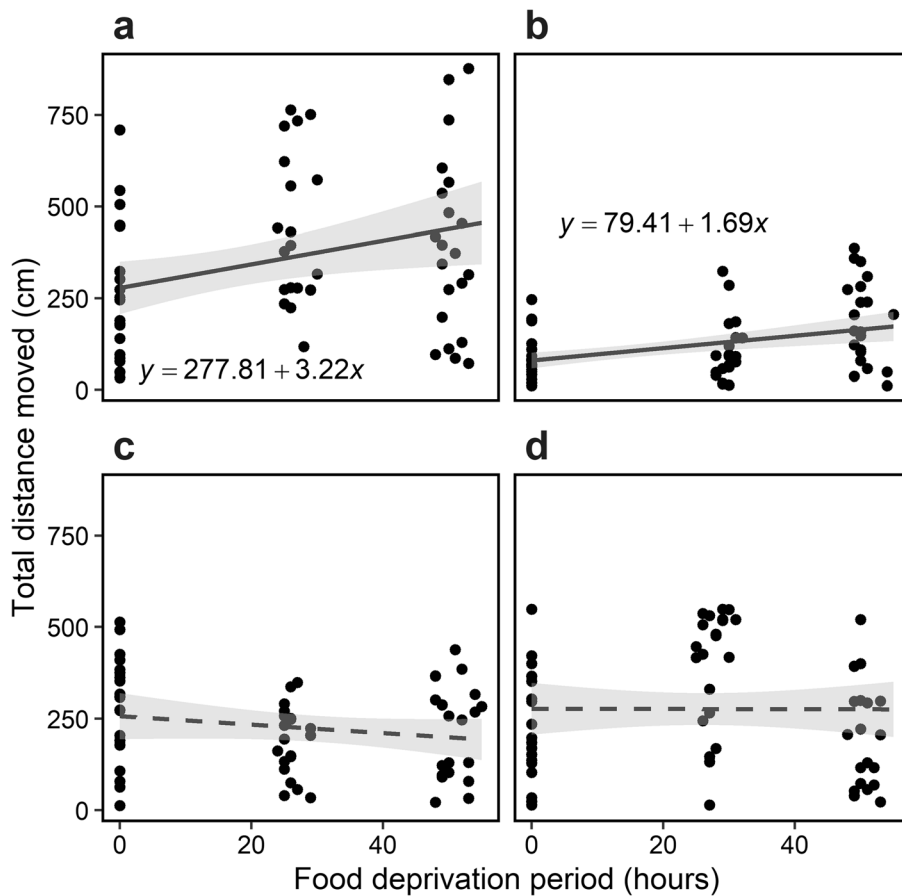 a
b
750
500
250
0
y = 277.81 + 3.22x
y = 79.41 + 1.69x
c
d
750
500
250
0
0
20
40
0
20
40
Total distance moved (cm)
Food deprivation period (hours)